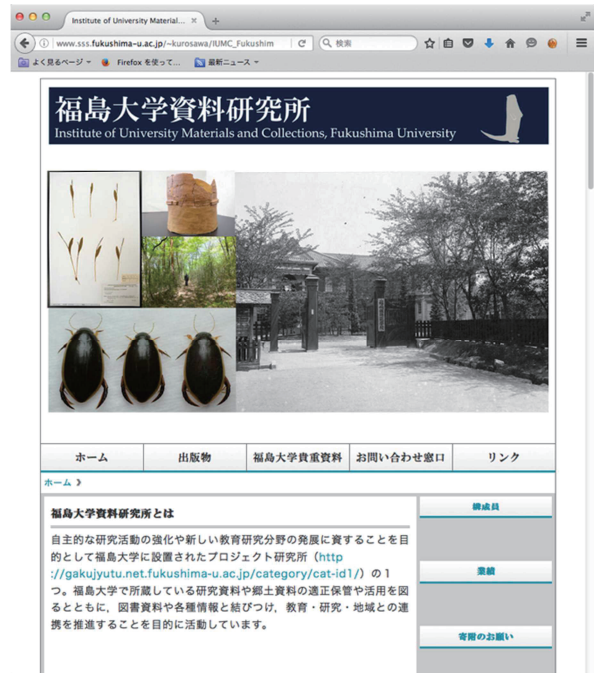 Institute of University Material...
www.sss.fukushima-u.ac.jp/~kurosawa/IUMC_Fukushim
検索
よく見るページ
Firefox を使って...
最新ニュース
福島大学資料研究所
Institute of University Materials and Collections, Fukushima University
ホーム 出版物 福島大学貴重資料 お問い合わせ窓口 リンク
ホーム 》
福島大学資料研究所とは
自主的な研究活動の強化や新しい教育研究分野の発展に資することを目
的として福島大学に設置されたプロジェクト研究所（http
://gakujyutu.net.fukushima-u.ac.jp/category/cat-id1/）の１
つ。福島大学で所蔵している研究資料や郷土資料の適正保管や活用を図
るとともに，図書資料や各種情報と結びつけ，教育・研究・地域との連
携を推進することを目的に活動しています。
構成員
業績
寄附のお願い